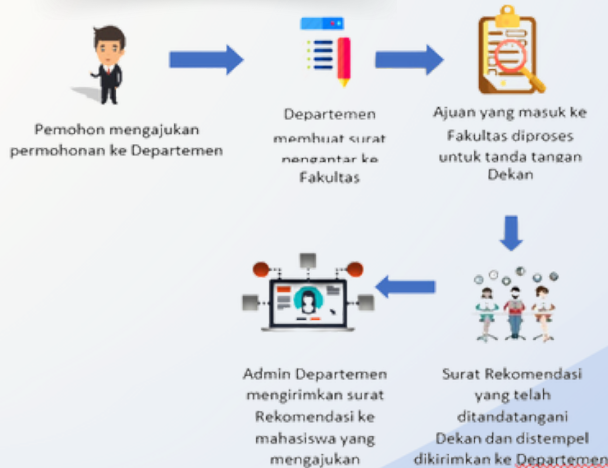 Pemohon mengajukan
permohonan ke Departemen
Departemen
membuat surat
pengantar ke
Fakultas
Ajuan yang masuk ke
Fakultas diproses
untuk tanda tangan
Dekan
Admin Departemen
mengirimkan surat
Rekomendasi ke
mahasiswa yang
mengajukan
Surat Rekomendasi
yang telah
ditandatangani
Dekan dan distempel
dikirimkan ke Departemen